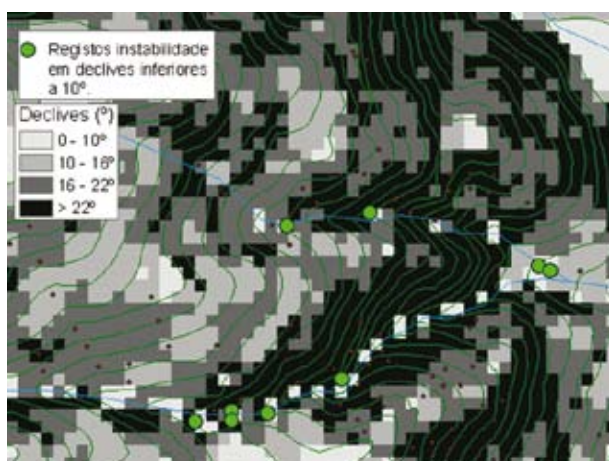 Registos instabilidade
em declives inferiores
a 10º.
Declives (º)
0 - 10º
10 - 16º
16 - 22º
> 22º